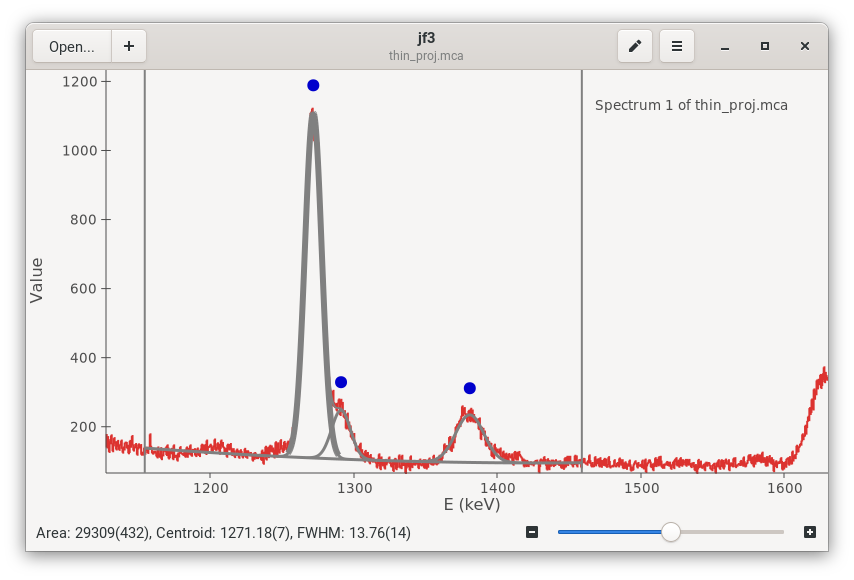 Open...
jf3
thin_proj.mca
Spectrum 1 of thin_proj.mca
1200
1000
800
600
400
200
Value
1200 1300 1400 1500 1600
E (keV)
Area: 29309(432), Centroid: 1271.18(7), FWHM: 13.76(14)